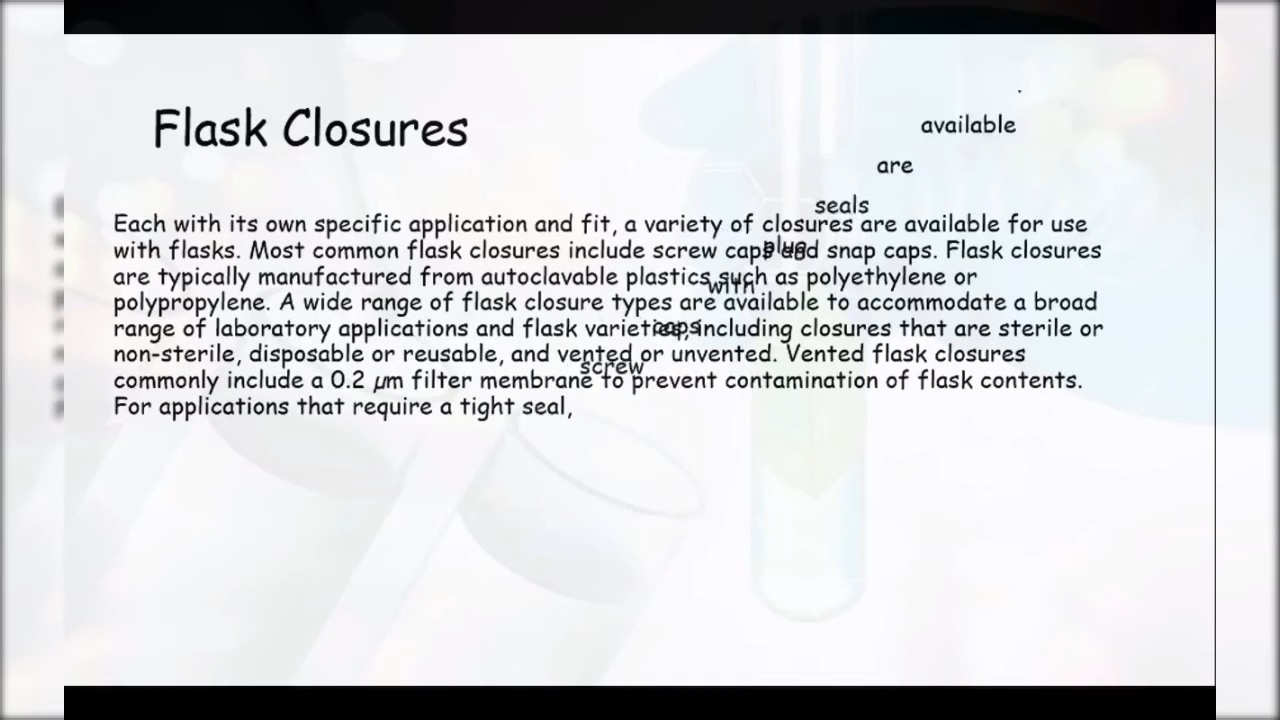 Flask Closures
Each with its own specific application and fit, a variety of closures are available for use
with flasks. Most common flask closures include screw caps and snap caps. Flask closures
are typically manufactured from autoclavable plastics such as polyethylene or
polypropylene. A wide range of flask closure types are available to accommodate a broad
range of laboratory applications and flask varieties, including closures that are sterile or
non-sterile, disposable or reusable, and vented or unvented. Vented flask closures
commonly include a 0.2 µm filter membrane to prevent contamination of flask contents.
For applications that require a tight seal,
screw
caps
with
plug
seals
are
available
.